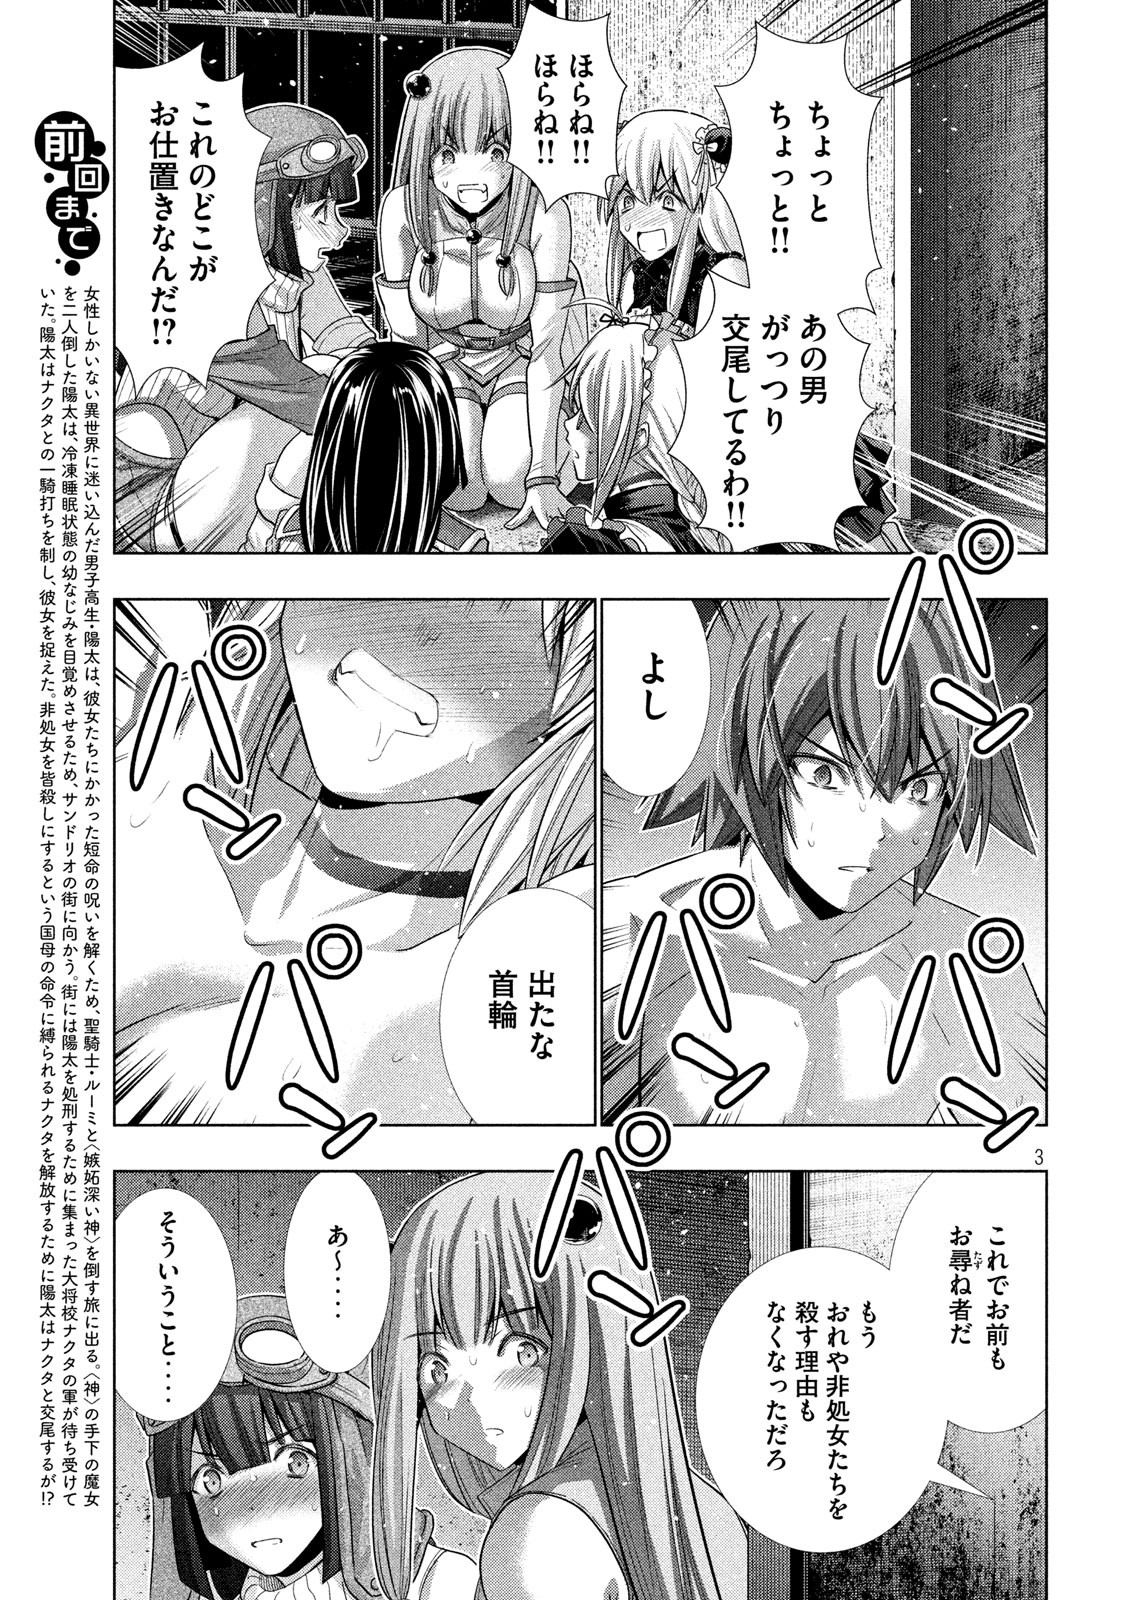 ちょっと
ちょっと!!
あの男
がっつり
交尾してるわ!!
ほらね!!
ほらね!!
これのどこが
お仕置きなんだ!?
よし
パン
パン
パン
パン
パン
出たな
首輪
3
これでお前も
お尋ね者だ
たず
もう
おれや非処女たちを
殺す理由も
なくなっただろ
あ〜‥‥
そういうこと‥‥
前回まで
女性しかいない異世界に迷い込んだ男子高生・陽太は、彼女たちにかかった短命の呪いを解くため、聖騎士・ルーミと〈嫉妬深い神〉を倒す旅に出る。〈神〉の手下の魔女
を二人倒した陽太は、冷凍睡眠状態の幼なじみを目覚めさせるため、サンドリオの街に向かう。街には陽太を処刑するために集まった大将校ナクタの軍が待ち受けて
いた。陽太はナクタとの一騎打ちを制し、彼女を捉えた。非処女を皆殺しにするという国母の命令に縛られるナクタを解放するために陽太はナクタと交尾するが!?